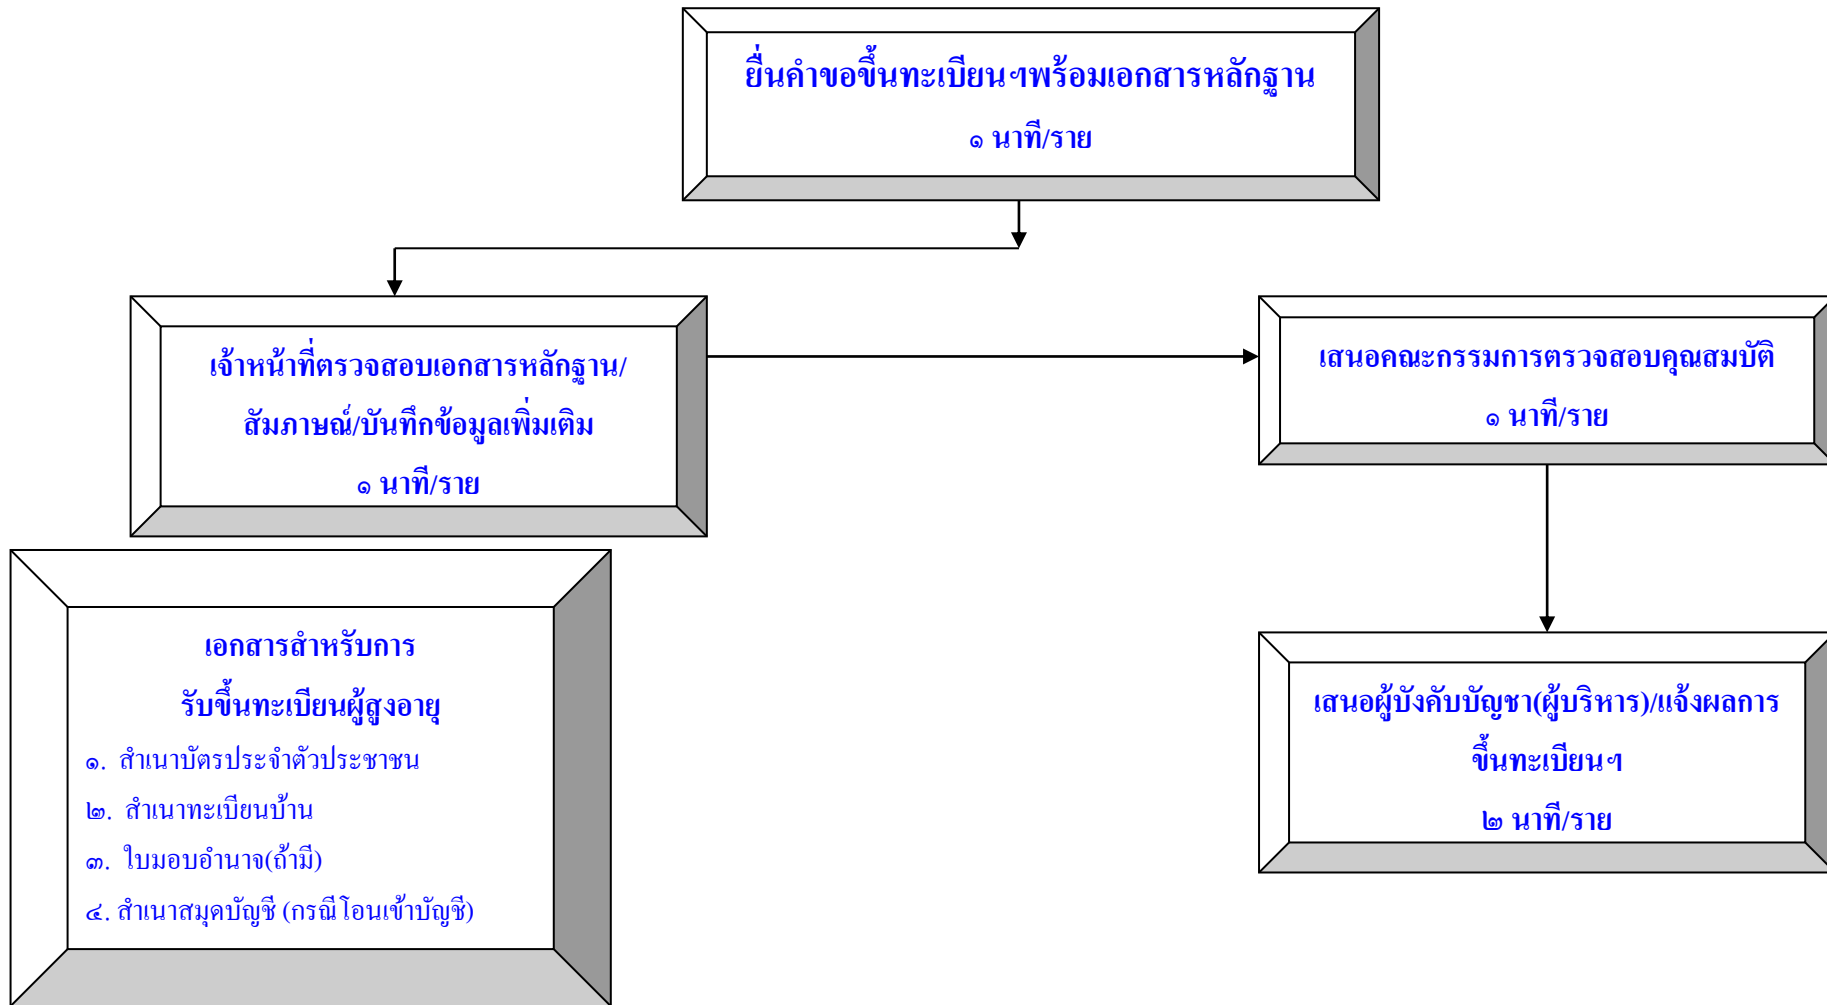 ยื่นคำขอขึ้นทะเบียนฯพร้อมเอกสารหลักฐาน
๑ นาที/ราย
เจ้าหน้าที่ตรวจสอบเอกสารหลักฐาน/
สัมภาษณ์/บันทึกข้อมูลเพิ่มเติม
๑ นาที/ราย
เสนอคณะกรรมการตรวจสอบคุณสมบัติ
๑ นาที/ราย
เอกสารสำหรับการ
รับขึ้นทะเบียนผู้สูงอายุ
๑. สำเนาบัตรประจำตัวประชาชน
๒. สำเนาทะเบียนบ้าน
๓. ใบมอบอำนาจ(ถ้ามี)
๔. สำเนาสมุดบัญชี (กรณีโอนเข้าบัญชี)
เสนอผู้บังคับบัญชา(ผู้บริหาร)/แจ้งผลการ
ขึ้นทะเบียนฯ
๒ นาที/ราย